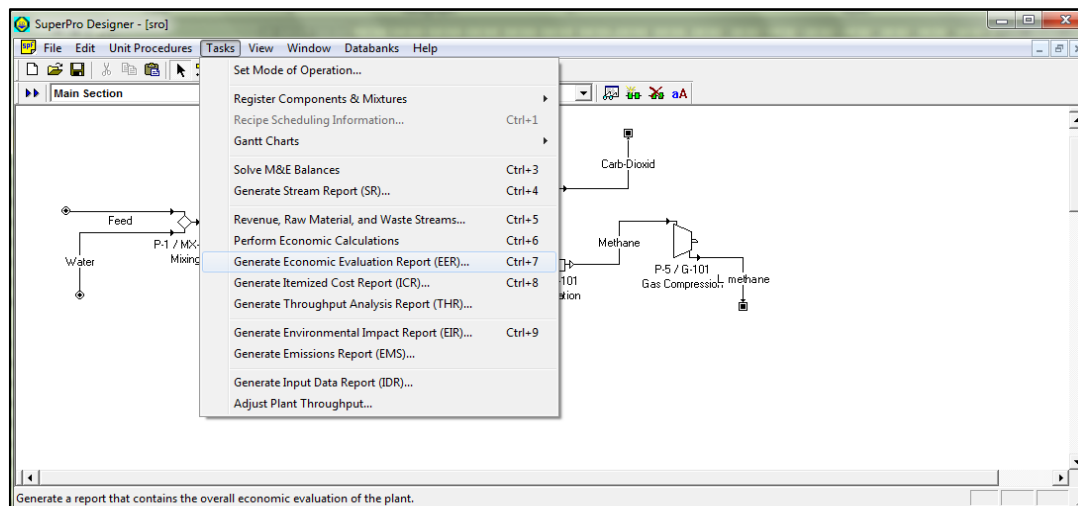 SuperPro Designer - [sro]
File Edit Unit Procedures Tasks View Window Databanks Help
Main Section
aA
Set Mode of Operation...
Register Components & Mixtures
Recipe Scheduling Information... Ctrl+1
Gantt Charts
Solve M&E Balances Ctrl+3
Generate Stream Report (SR)... Ctrl+4
Revenue, Raw Material, and Waste Streams... Ctrl+5
Perform Economic Calculations Ctrl+6
Generate Economic Evaluation Report (EER)... Ctrl+7
Generate Itemized Cost Report (ICR)... Ctrl+8
Generate Throughput Analysis Report (THR)...
Generate Environmental Impact Report (EIR)... Ctrl+9
Generate Emissions Report (EMS)...
Generate Input Data Report (IDR)...
Adjust Plant Throughput...
Feed
Water
P-1 / MX-
Mixing
Carb-Dioxid
Methane
101
P-5 / G-101
Gas Compression
L methane
Generate a report that contains the overall economic evaluation of the plant.